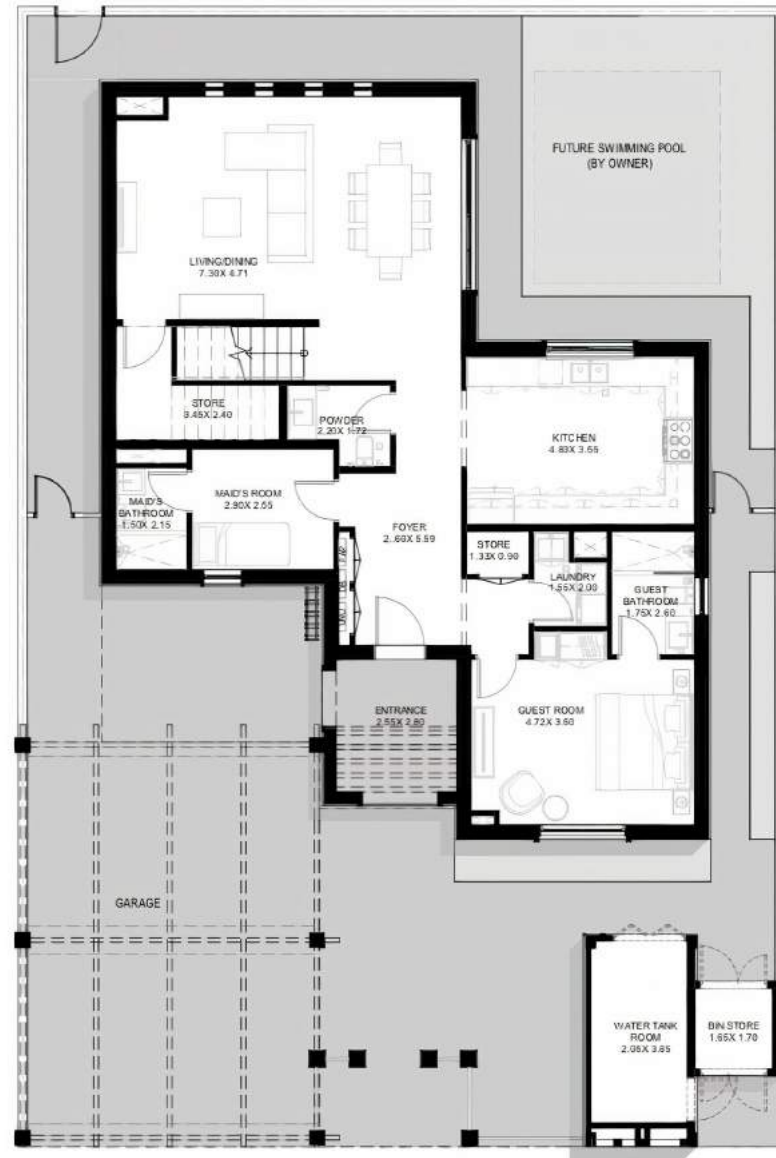 FUTURE SWIMMING POOL
(BY OWNER)
LIVING/DINING
7.30X 4.71
STORE
3.45X 2.40
POWDER
2.20X 1.72
KITCHEN
4.83X 3.55
MAID'S
BATHROOM
1.50X 2.15
MAID'S ROOM
2.90X 2.55
FOYER
2.60X 5.59
STORE
1.33X 0.90
LAUNDRY
1.55X 2.00
GUEST
BATHROOM
1.75X 2.60
ENTRANCE
2.55X 2.80
GUEST ROOM
4.72X 3.50
GARAGE
WATER TANK
ROOM
2.05X 3.85
BIN STORE
1.65X 1.70